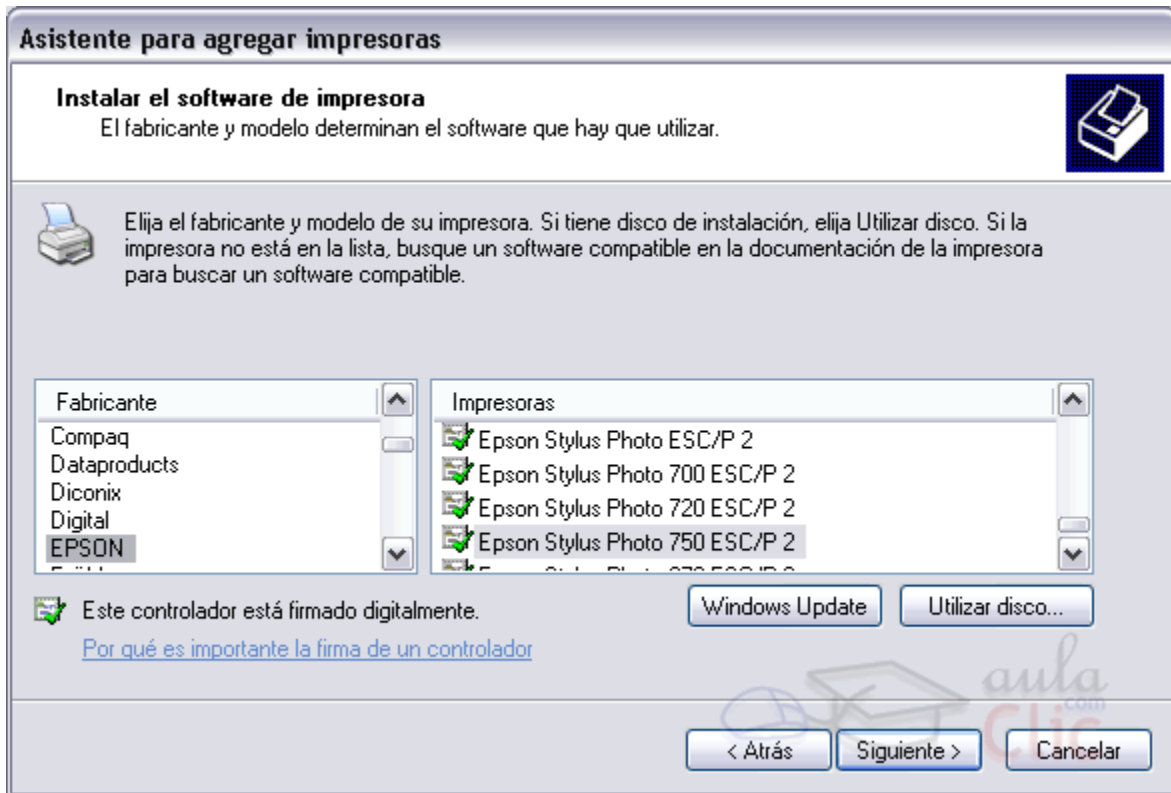 Asistente para agregar impresoras
Instalar el software de impresora
El fabricante y modelo determinan el software que hay que utilizar.
Elija el fabricante y modelo de su impresora. Si tiene disco de instalación, elija Utilizar disco. Si la
impresora no está en la lista, busque un software compatible en la documentación de la impresora
para buscar un software compatible.
Fabricante
Compaq
Dataproducts
Diconix
Digital
EPSON
Impresoras
Epson Stylus Photo ESC/P 2
Epson Stylus Photo 700 ESC/P 2
Epson Stylus Photo 720 ESC/P 2
Epson Stylus Photo 750 ESC/P 2
Este controlador está firmado digitalmente.
Windows Update
Utilizar disco...
Por qué es importante la firma de un controlador
aula
Clic
com
< Atrás
Siguiente >
Cancelar